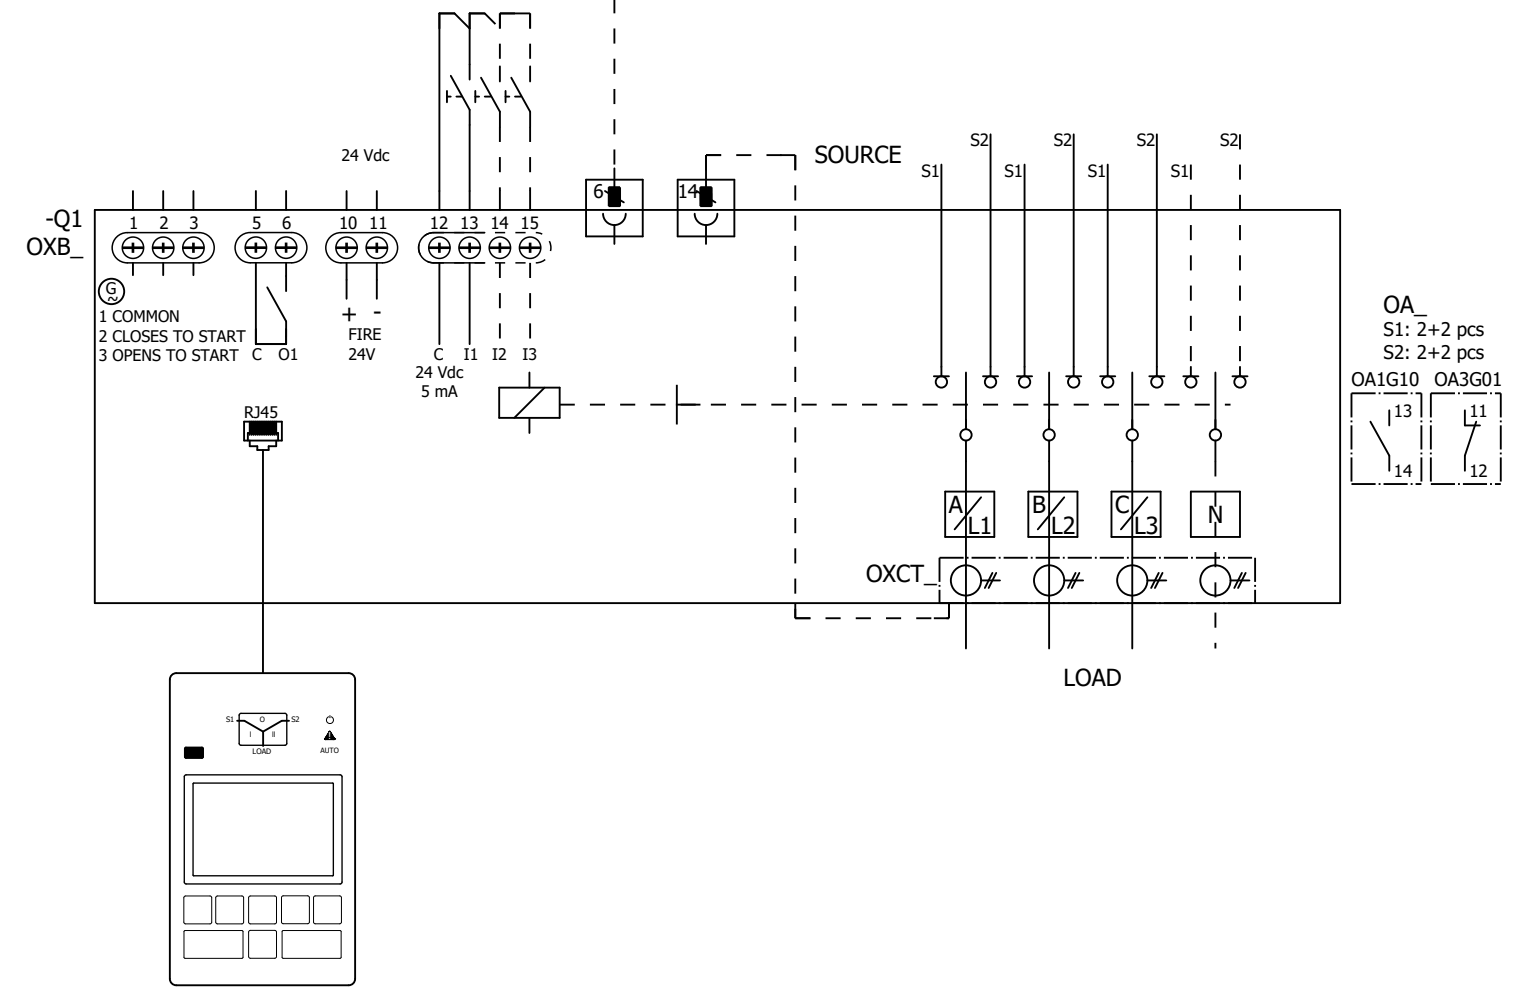 24 Vdc
6
14
SOURCE
S1 S2 S1 S2 S1 S2 S1 S2
-Q1
OXB_
1 2 3 5 6 10 11 12 13 14 15
G
~
1 COMMON
2 CLOSES TO START
3 OPENS TO START
C O1
+ -
FIRE
24V
C I1 I2 I3
24 Vdc
5 mA
RJ45
OA_
S1: 2+2 pcs
S2: 2+2 pcs
OA1G10 OA3G01
13 11
14 12
A L1 B L2 C L3 N
OXCT_
LOAD
S1 O S2
I II
LOAD
AUTO